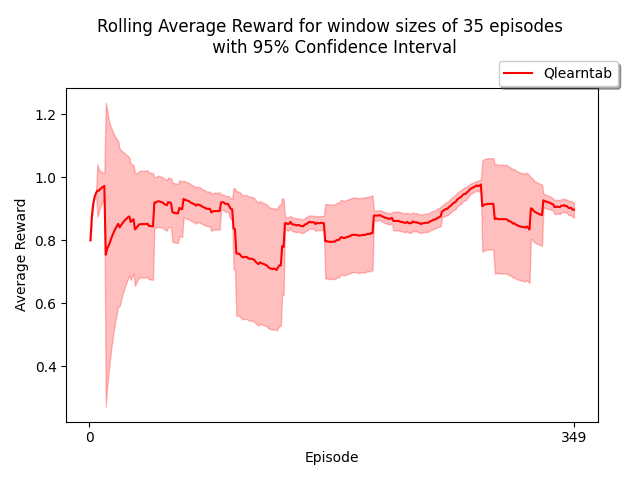 Rolling Average Reward for window sizes of 35 episodes
with 95% Confidence Interval
Qlearntab
1.2
1.0
0.8
0.6
0.4
Average Reward
0
349
Episode